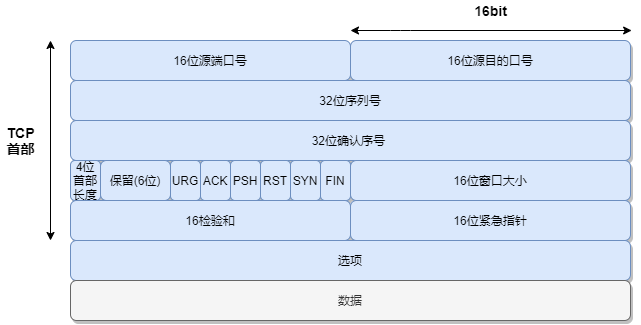 16bit
16位源端口号
16位源目的口号
32位序列号
TCP
首部
32位确认序号
4位
首部
长度
保留(6位)
URG
ACK
PSH
RST
SYN
FIN
16位窗口大小
16检验和
16位紧急指针
选项
数据